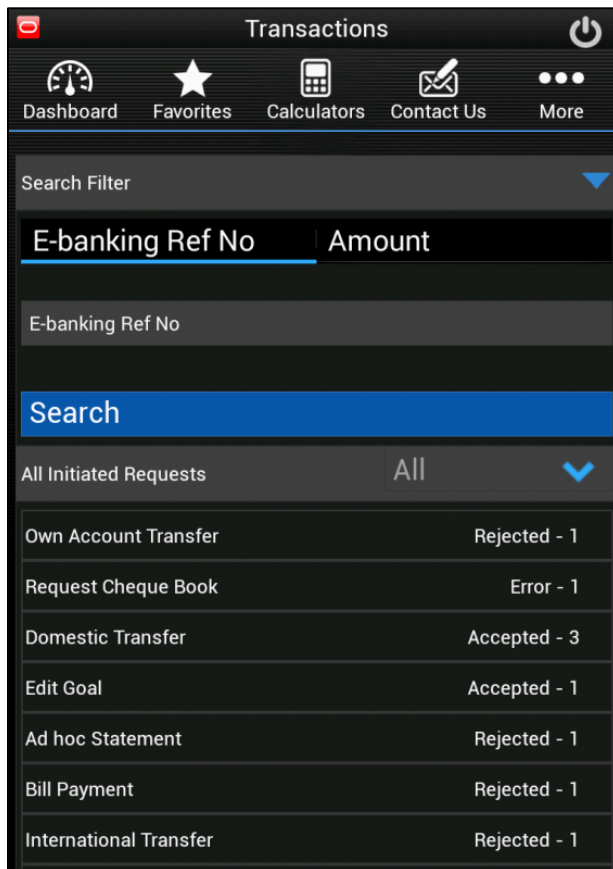 Transactions
Dashboard Favorites Calculators Contact Us More
Search Filter
E-banking Ref No Amount
E-banking Ref No
Search
All Initiated Requests All
Own Account Transfer Rejected - 1
Request Cheque Book Error - 1
Domestic Transfer Accepted - 3
Edit Goal Accepted - 1
Ad hoc Statement Rejected - 1
Bill Payment Rejected - 1
International Transfer Rejected - 1